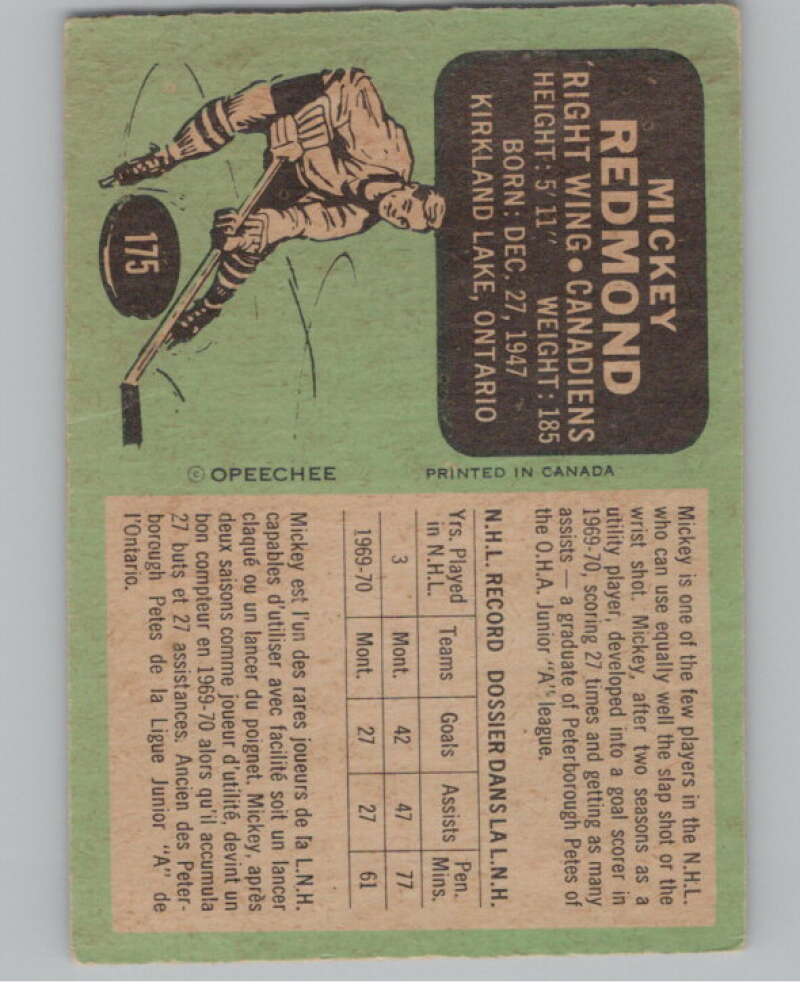 MICKEY
REDMOND
RIGHT WING • CANADIENS
HEIGHT: 5'11" WEIGHT: 185
BORN: DEC. 27, 1947
KIRKLAND LAKE, ONTARIO
175
© OPEECHEE
PRINTED IN CANADA
Mickey is one of the few players in the N.H.L.
who can use equally well the slap shot or the
wrist shot. Mickey, after two seasons as a
utility player, developed into a goal scorer in
1969-70, scoring 27 times and getting as many
assists — a graduate of Peterborough Petes of
the O.H.A. Junior "A" league.
N.H.L. RECORD DOSSIER DANS LA L.N.H.
Yrs. Played in N.H.L. Teams Goals Assists Pen. Mins.
3 Mont. 42 47 77
1969-70 Mont. 27 27 61
Mickey est l'un des rares joueurs de la L.N.H.
capables d'utiliser avec facilité soit un lancer
claqué ou un lancer du poignet. Mickey, après
deux saisons comme joueur d'utilité, devint un
bon compteur en 1969-70 alors qu'il accumula
27 buts et 27 assistances. Ancien des Peter-
borough Petes de la Ligue Junior "A" de
l'Ontario.